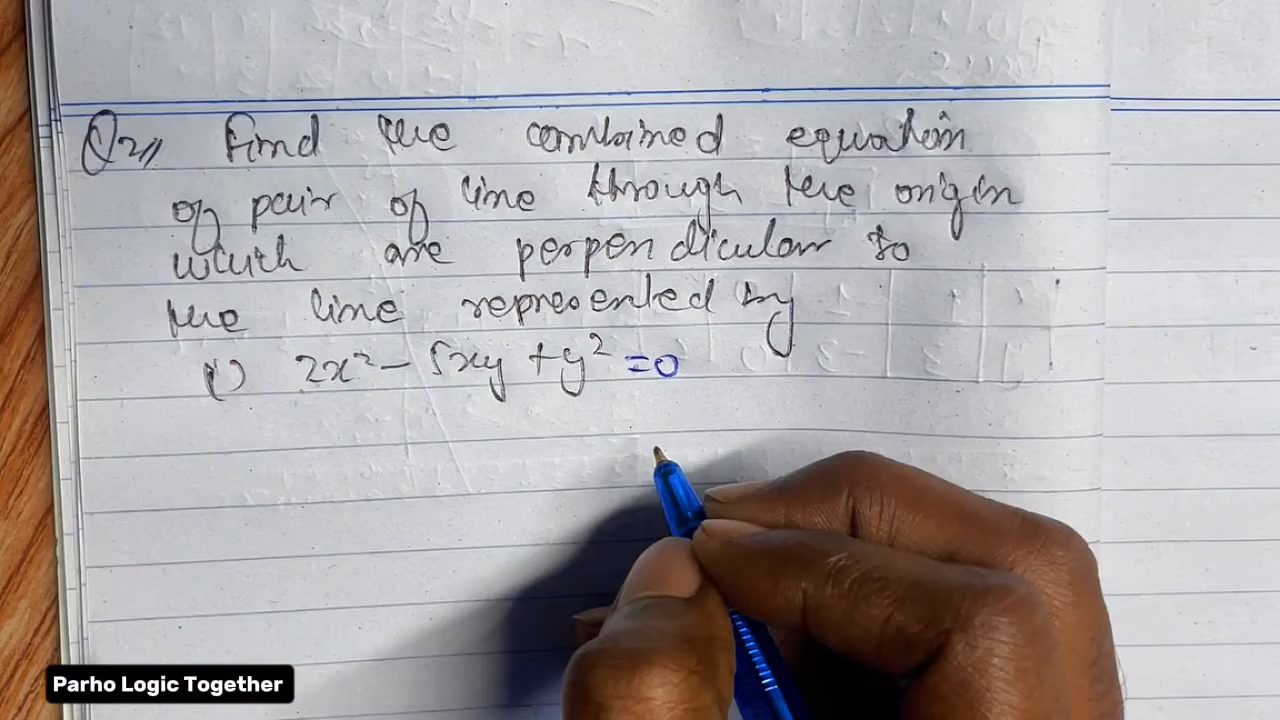 Q2// Find the combined equation
of pair of line through the origin
which are perpendicular to
the line represented by
(i) 2x² - 5xy + y² = 0
Parho Logic Together